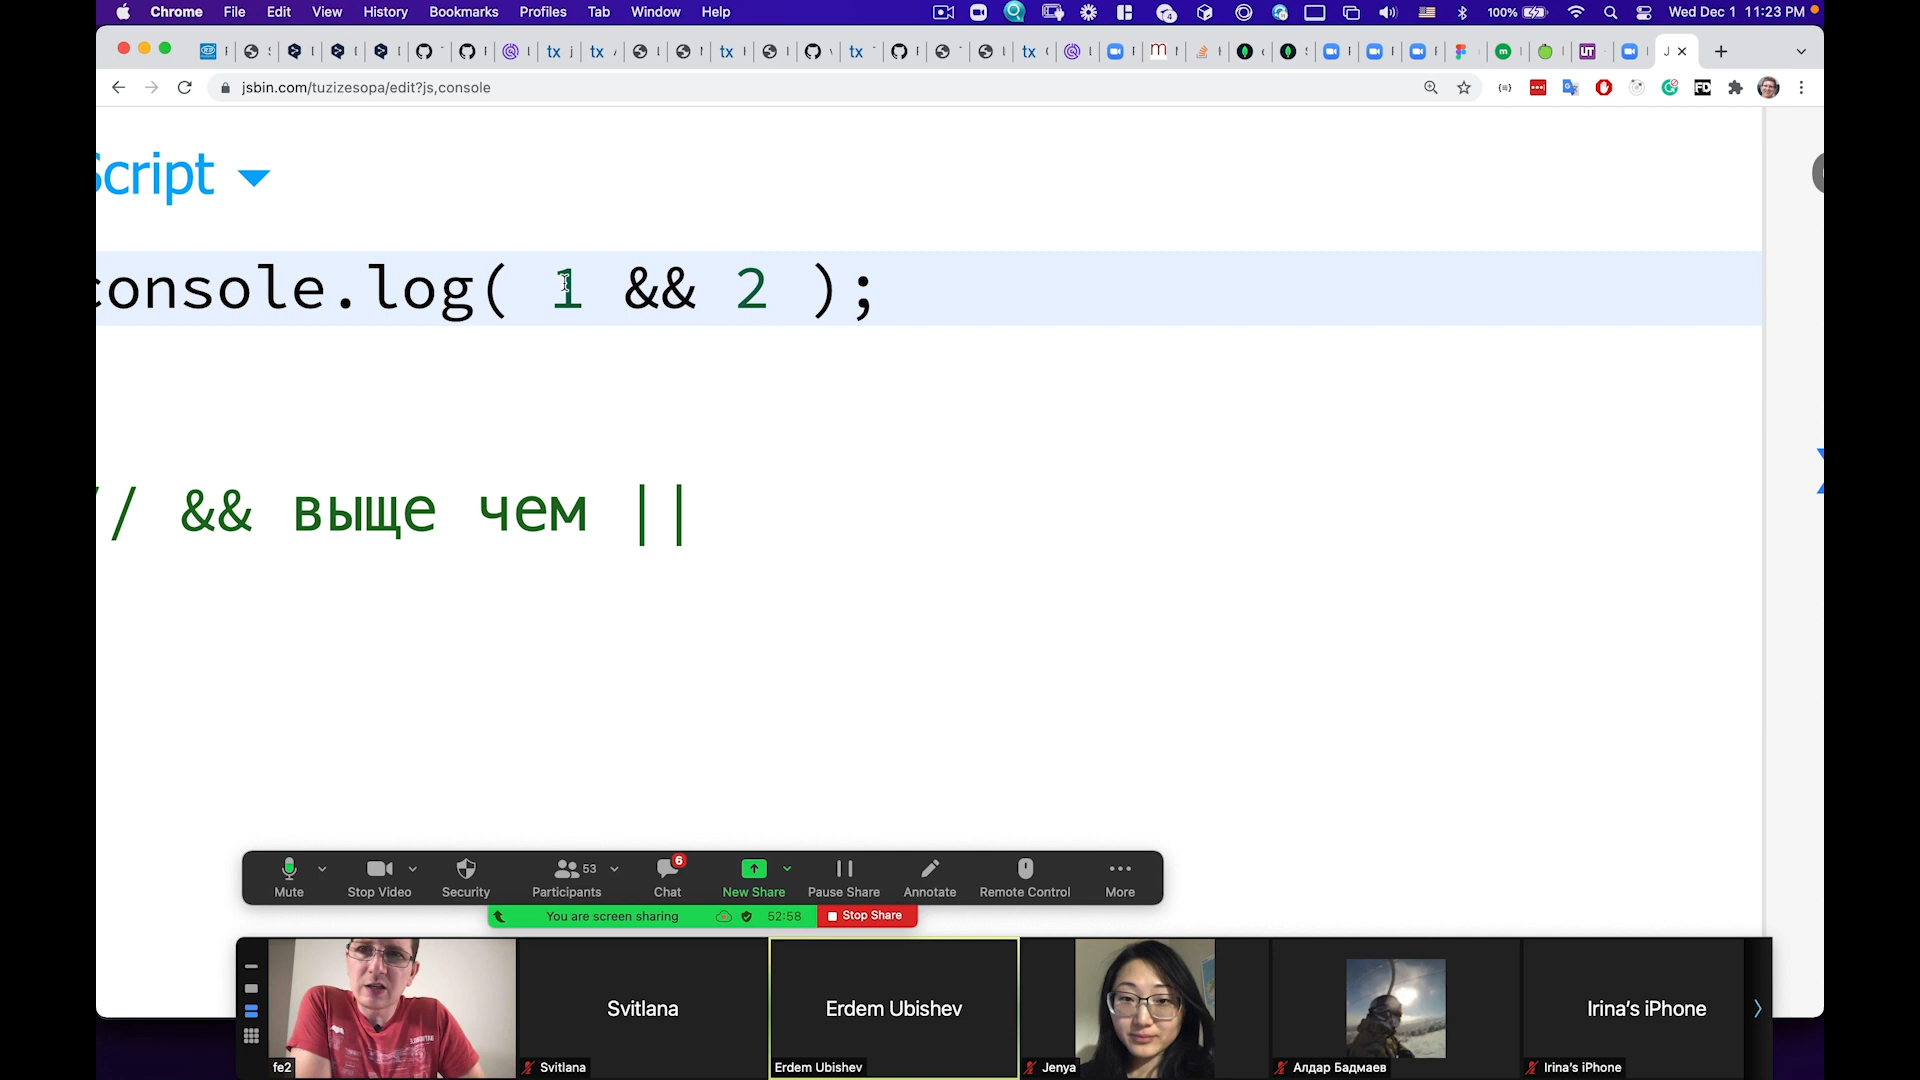 Chrome File Edit View History Bookmarks Profiles Tab Window Help 100% Wed Dec 1 11:23 PM
jsbin.com/tuzizesopa/edit?js,console
Script
console.log( 1 && 2 );
// && выще чем ||
53 6
Mute Stop Video Security Participants Chat New Share Pause Share Annotate Remote Control More
You are screen sharing 52:58 Stop Share
Svitlana Erdem Ubishev Irina's iPhone
fe2 Svitlana Erdem Ubishev Jenya Алдар Бадмаев Irina's iPhone